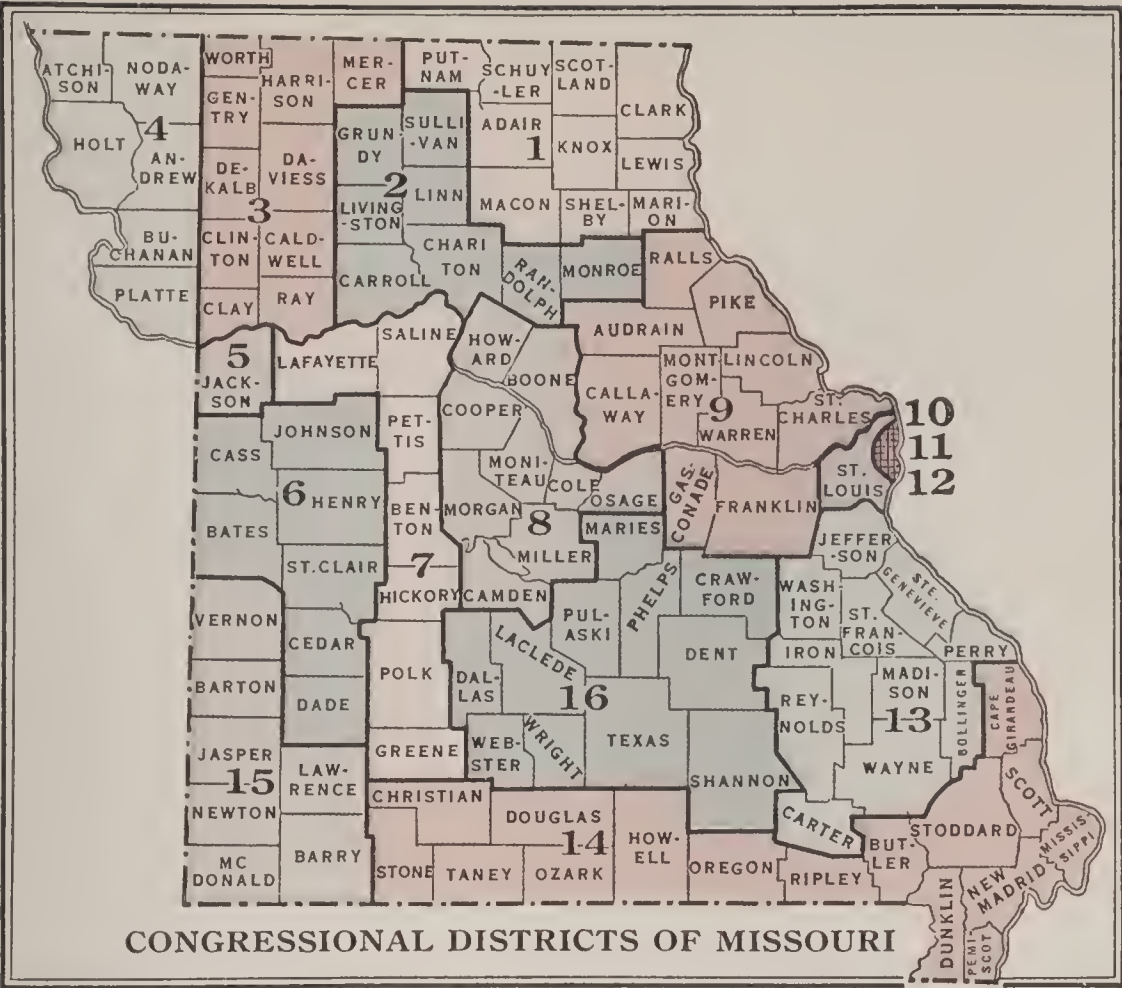 ATCHI-
SON
NODA-
WAY
HOLT
4
AN-
DREW
BU-
CHANAN
PLATTE
WORTH
HARRI-
SON
GEN-
TRY
DE-
KALB
DA-
VIESS
3
CLIN-
TON
CALD-
WELL
CLAY
RAY
MER-
CER
GRUN
DY
SULLI
-VAN
2
LIVING
-STON
LINN
CARROLL
CHARI
TON
RAN-
DOLPH
MONROE
PUT-
NAM
SCHUY
-LER
SCOT-
LAND
CLARK
ADAIR
1
KNOX
LEWIS
MACON
SHEL-
BY
MARI-
ON
RALLS
PIKE
AUDRAIN
MONT
GOM-
ERY
LINCOLN
CALLA-
WAY
9
WARREN
ST.
CHARLES
GAS-
CONADE
FRANKLIN
10
11
12
ST.
LOUIS
5
JACK-
SON
LAFAYETTE
SALINE
PET-
TIS
BEN-
TON
7
HICKORY
POLK
GREENE
HOW-
ARD
BOONE
COOPER
MONI-
TEAU
COLE
OSAGE
MORGAN
8
MILLER
CAMDEN
CASS
JOHNSON
6
HENRY
BATES
ST. CLAIR
CEDAR
DADE
VERNON
BARTON
JASPER
15
NEWTON
LAW-
RENCE
MC
DONALD
BARRY
MARIES
PUL-
ASKI
PHELPS
CRAW-
FORD
DENT
DAL-
LAS
LACLEDE
16
WEB-
STER
WRIGHT
TEXAS
SHANNON
JEFFER
-SON
WASH-
ING-
TON
STE.
GENEVIEVE
ST.
FRAN-
COIS
PERRY
IRON
REY-
NOLDS
MADI-
SON
13
BOLLINGER
WAYNE
CARTER
CHRISTIAN
STONE
TANEY
DOUGLAS
14
OZARK
HOW-
ELL
OREGON
RIPLEY
BUT-
LER
STODDARD
CAPE
GIRARDEAU
SCOTT
MISSIS-
SIPPI
NEW
MADRID
DUNKLIN
PEMI-
SCOT
CONGRESSIONAL DISTRICTS OF MISSOURI